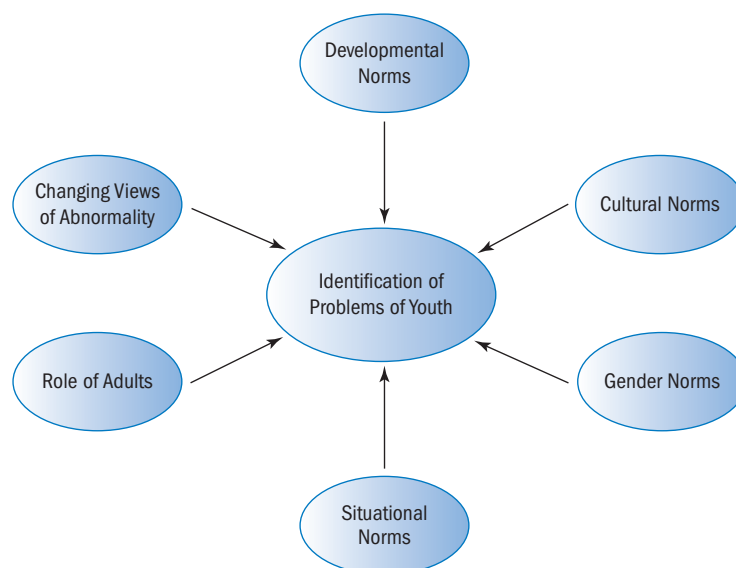 Developmental
Norms
Changing Views
of Abnormality
Cultural Norms
Identification of
Problems of Youth
Role of Adults
Gender Norms
Situational
Norms